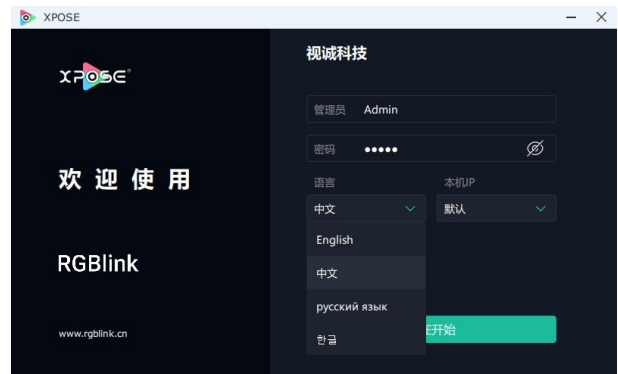 XPOSE
XPOSE®
欢迎使用
RGBlink
www.rgblink.cn
视诚科技
管理员 Admin
密码 •••••
语言 本机IP
中文 默认
English
中文
русский язык
한글
开始